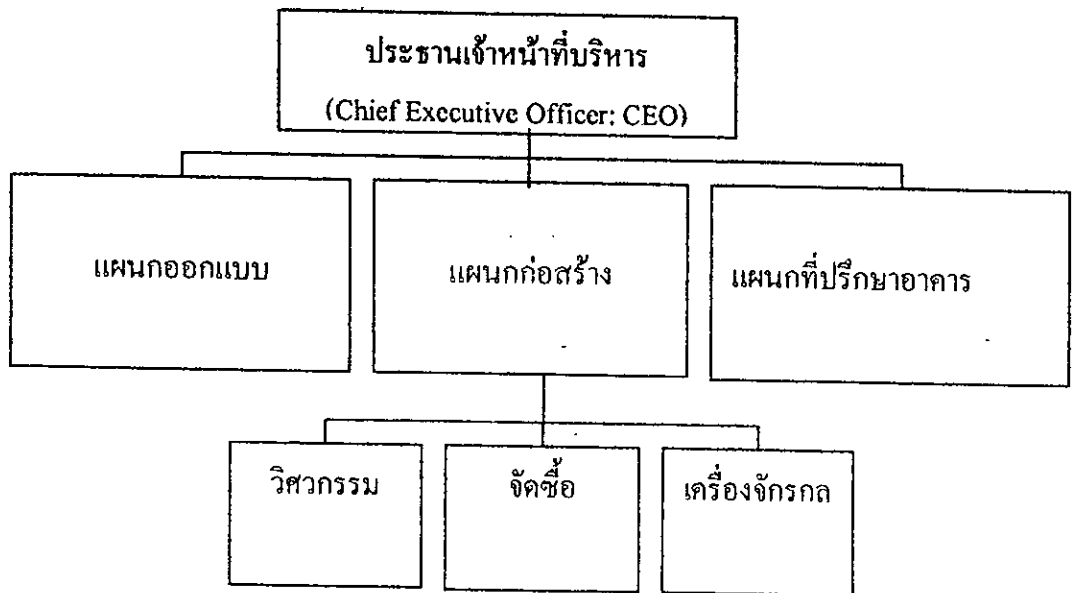 ประธานเจ้าหน้าที่บริหาร
(Chief Executive Officer: CEO)
แผนกออกแบบ
แผนกก่อสร้าง
แผนกที่ปรึกษาอาคาร
วิศวกรรม
จัดซื้อ
เครื่องจักรกล